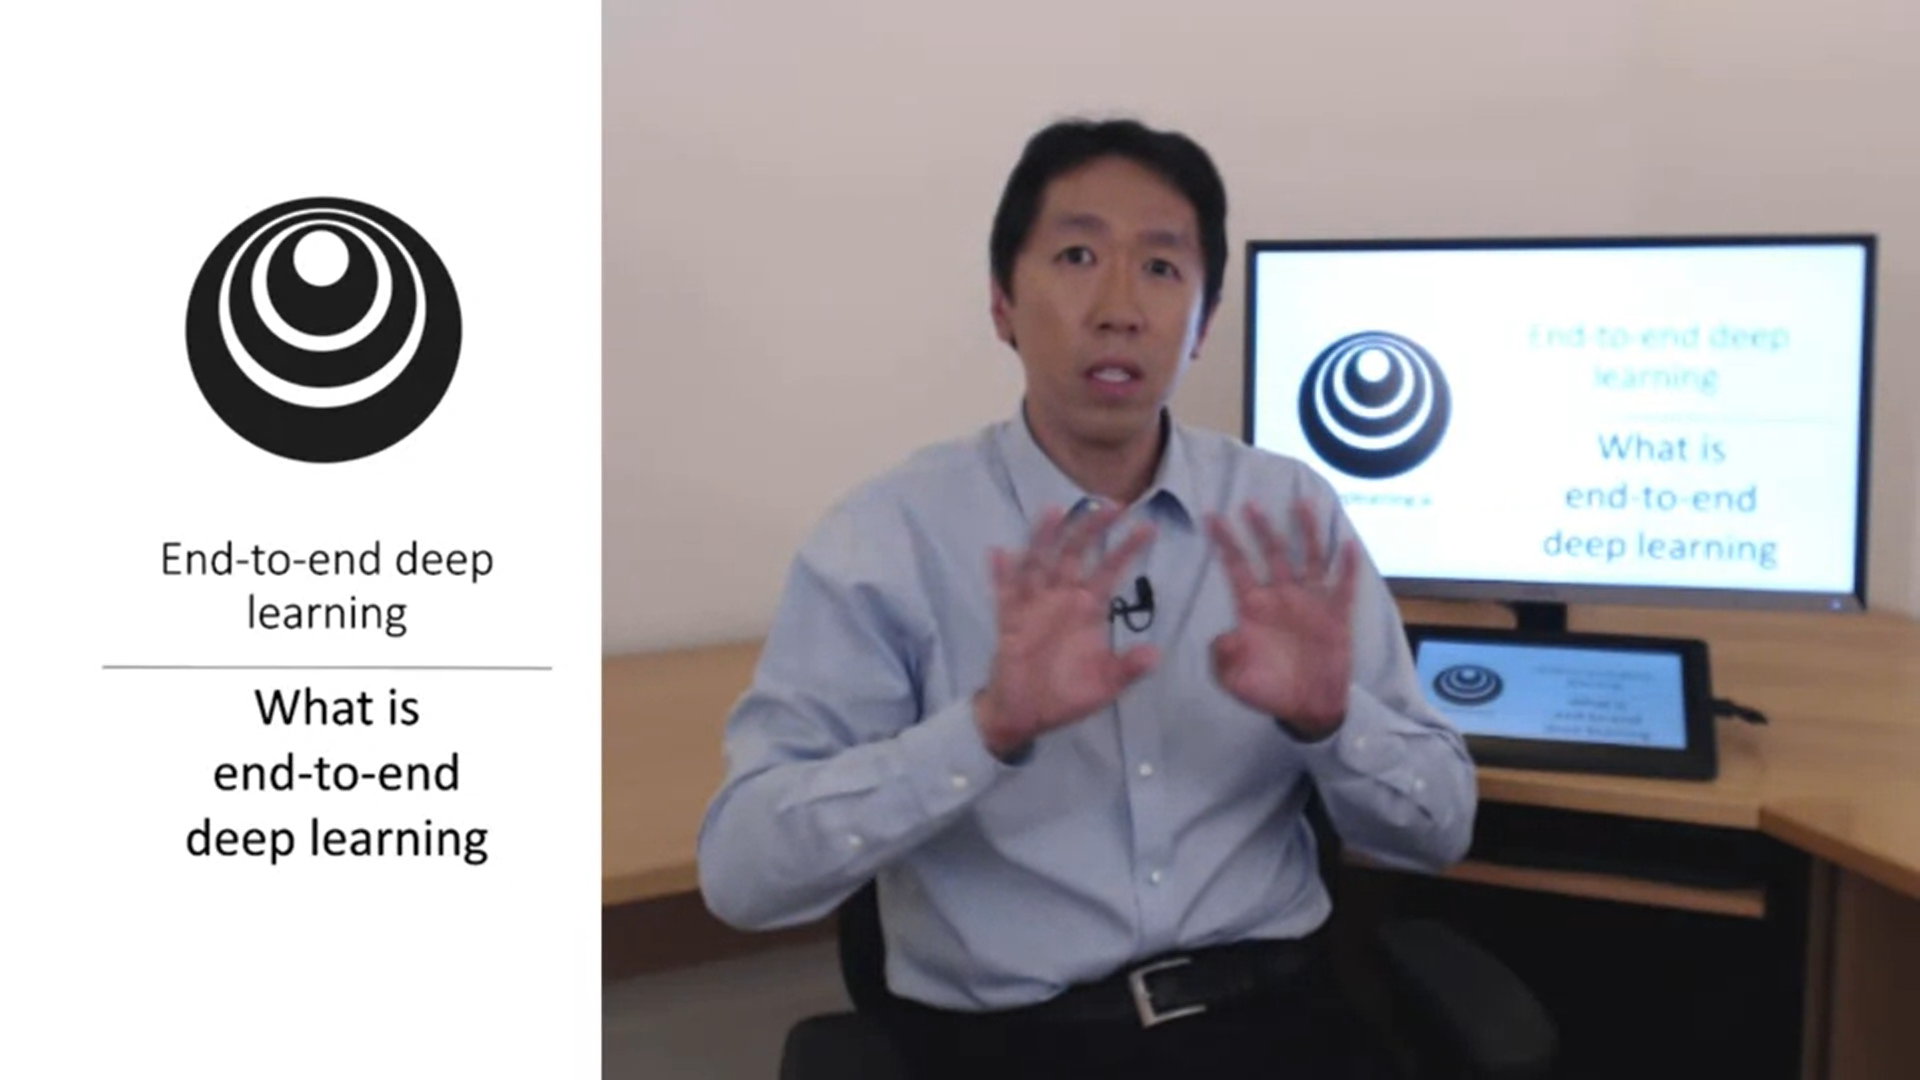 End-to-end deep
learning
What is
end-to-end
deep learning
End-to-end deep
learning
What is
end-to-end
deep learning